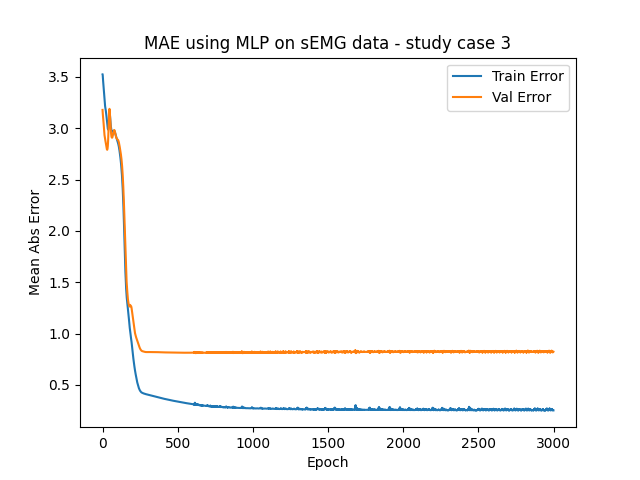 MAE using MLP on sEMG data - study case 3
Train Error
Val Error
3.5
3.0
2.5
2.0
1.5
1.0
0.5
Mean Abs Error
0 500 1000 1500 2000 2500 3000
Epoch